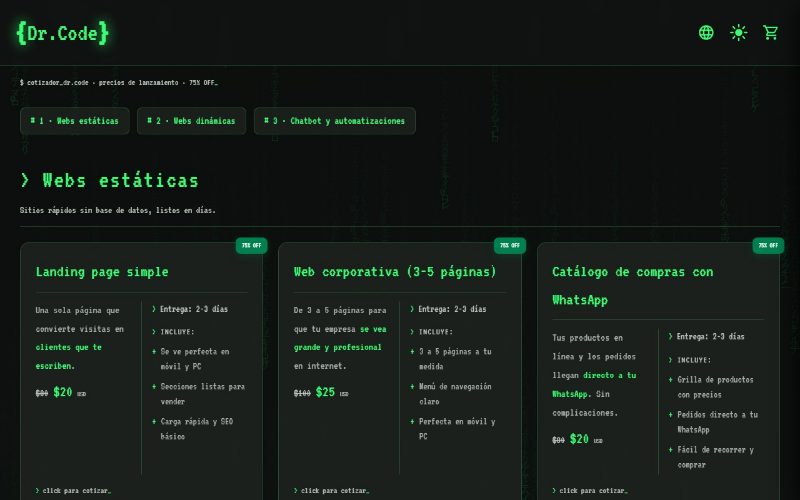 {Dr.Code}
$ cotizador_dr.code · precios de lanzamiento · 75% OFF_
# 1 · Webs estáticas
# 2 · Webs dinámicas
# 3 · Chatbot y automatizaciones
> Webs estáticas
Sitios rápidos sin base de datos, listos en días.
75% OFF
Landing page simple
Una sola página que
convierte visitas en
clientes que te
escriben.
$80 $20 USD
> Entrega: 2-3 días
> INCLUYE:
+ Se ve perfecta en
móvil y PC
+ Secciones listas para
vender
+ Carga rápida y SEO
básico
> click para cotizar_
75% OFF
Web corporativa (3-5 páginas)
De 3 a 5 páginas para
que tu empresa se vea
grande y profesional
en internet.
$100 $25 USD
> Entrega: 2-3 días
> INCLUYE:
+ 3 a 5 páginas a tu
medida
+ Menú de navegación
claro
+ Perfecta en móvil y
PC
> click para cotizar_
75% OFF
Catálogo de compras con
WhatsApp
Tus productos en
línea y los pedidos
llegan directo a tu
WhatsApp. Sin
complicaciones.
$80 $20 USD
> Entrega: 2-3 días
> INCLUYE:
+ Grilla de productos
con precios
+ Pedidos directo a tu
WhatsApp
+ Fácil de recorrer y
comprar
> click para cotizar_